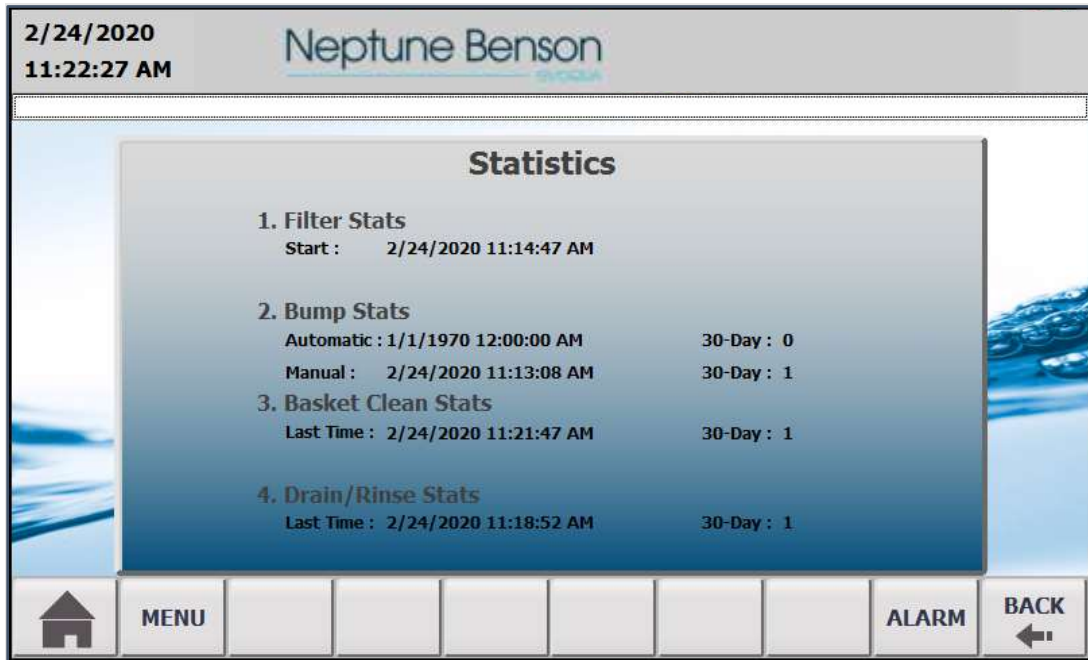 2/24/2020
11:22:27 AM
Neptune Benson
EVOQUA
Statistics
1. Filter Stats
Start : 2/24/2020 11:14:47 AM
2. Bump Stats
Automatic : 1/1/1970 12:00:00 AM 30-Day : 0
Manual : 2/24/2020 11:13:08 AM 30-Day : 1
3. Basket Clean Stats
Last Time : 2/24/2020 11:21:47 AM 30-Day : 1
4. Drain/Rinse Stats
Last Time : 2/24/2020 11:18:52 AM 30-Day : 1
MENU ALARM BACK